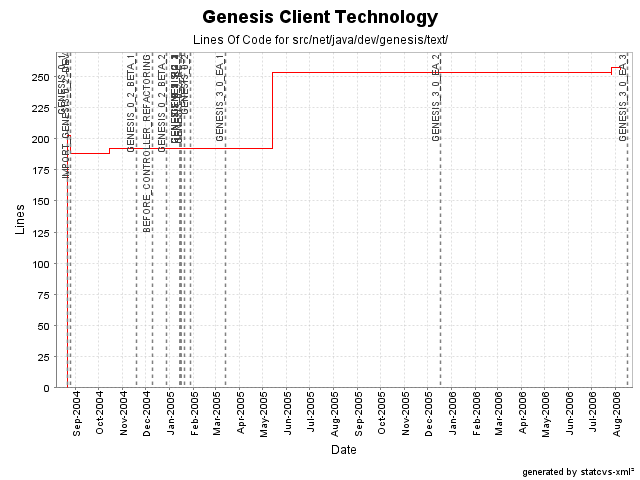 Genesis Client Technology
Lines Of Code for src/net/java/dev/genesis/text/
Lines
250
225
200
175
150
125
100
75
50
25
0
GENESIS_0_2_BETA_1
BEFORE_CONTROLLER_REFACTORING
GENESIS_0_2_BETA_2
GENESIS_3_0_EA_1
GENESIS_3_0_EA_2
GENESIS_3_0_EA_3
Sep-2004
Oct-2004
Nov-2004
Dec-2004
Jan-2005
Feb-2005
Mar-2005
Apr-2005
May-2005
Jun-2005
Jul-2005
Aug-2005
Sep-2005
Oct-2005
Nov-2005
Dec-2005
Jan-2006
Feb-2006
Mar-2006
Apr-2006
May-2006
Jun-2006
Jul-2006
Aug-2006
Date
generated by statcvs-xml²